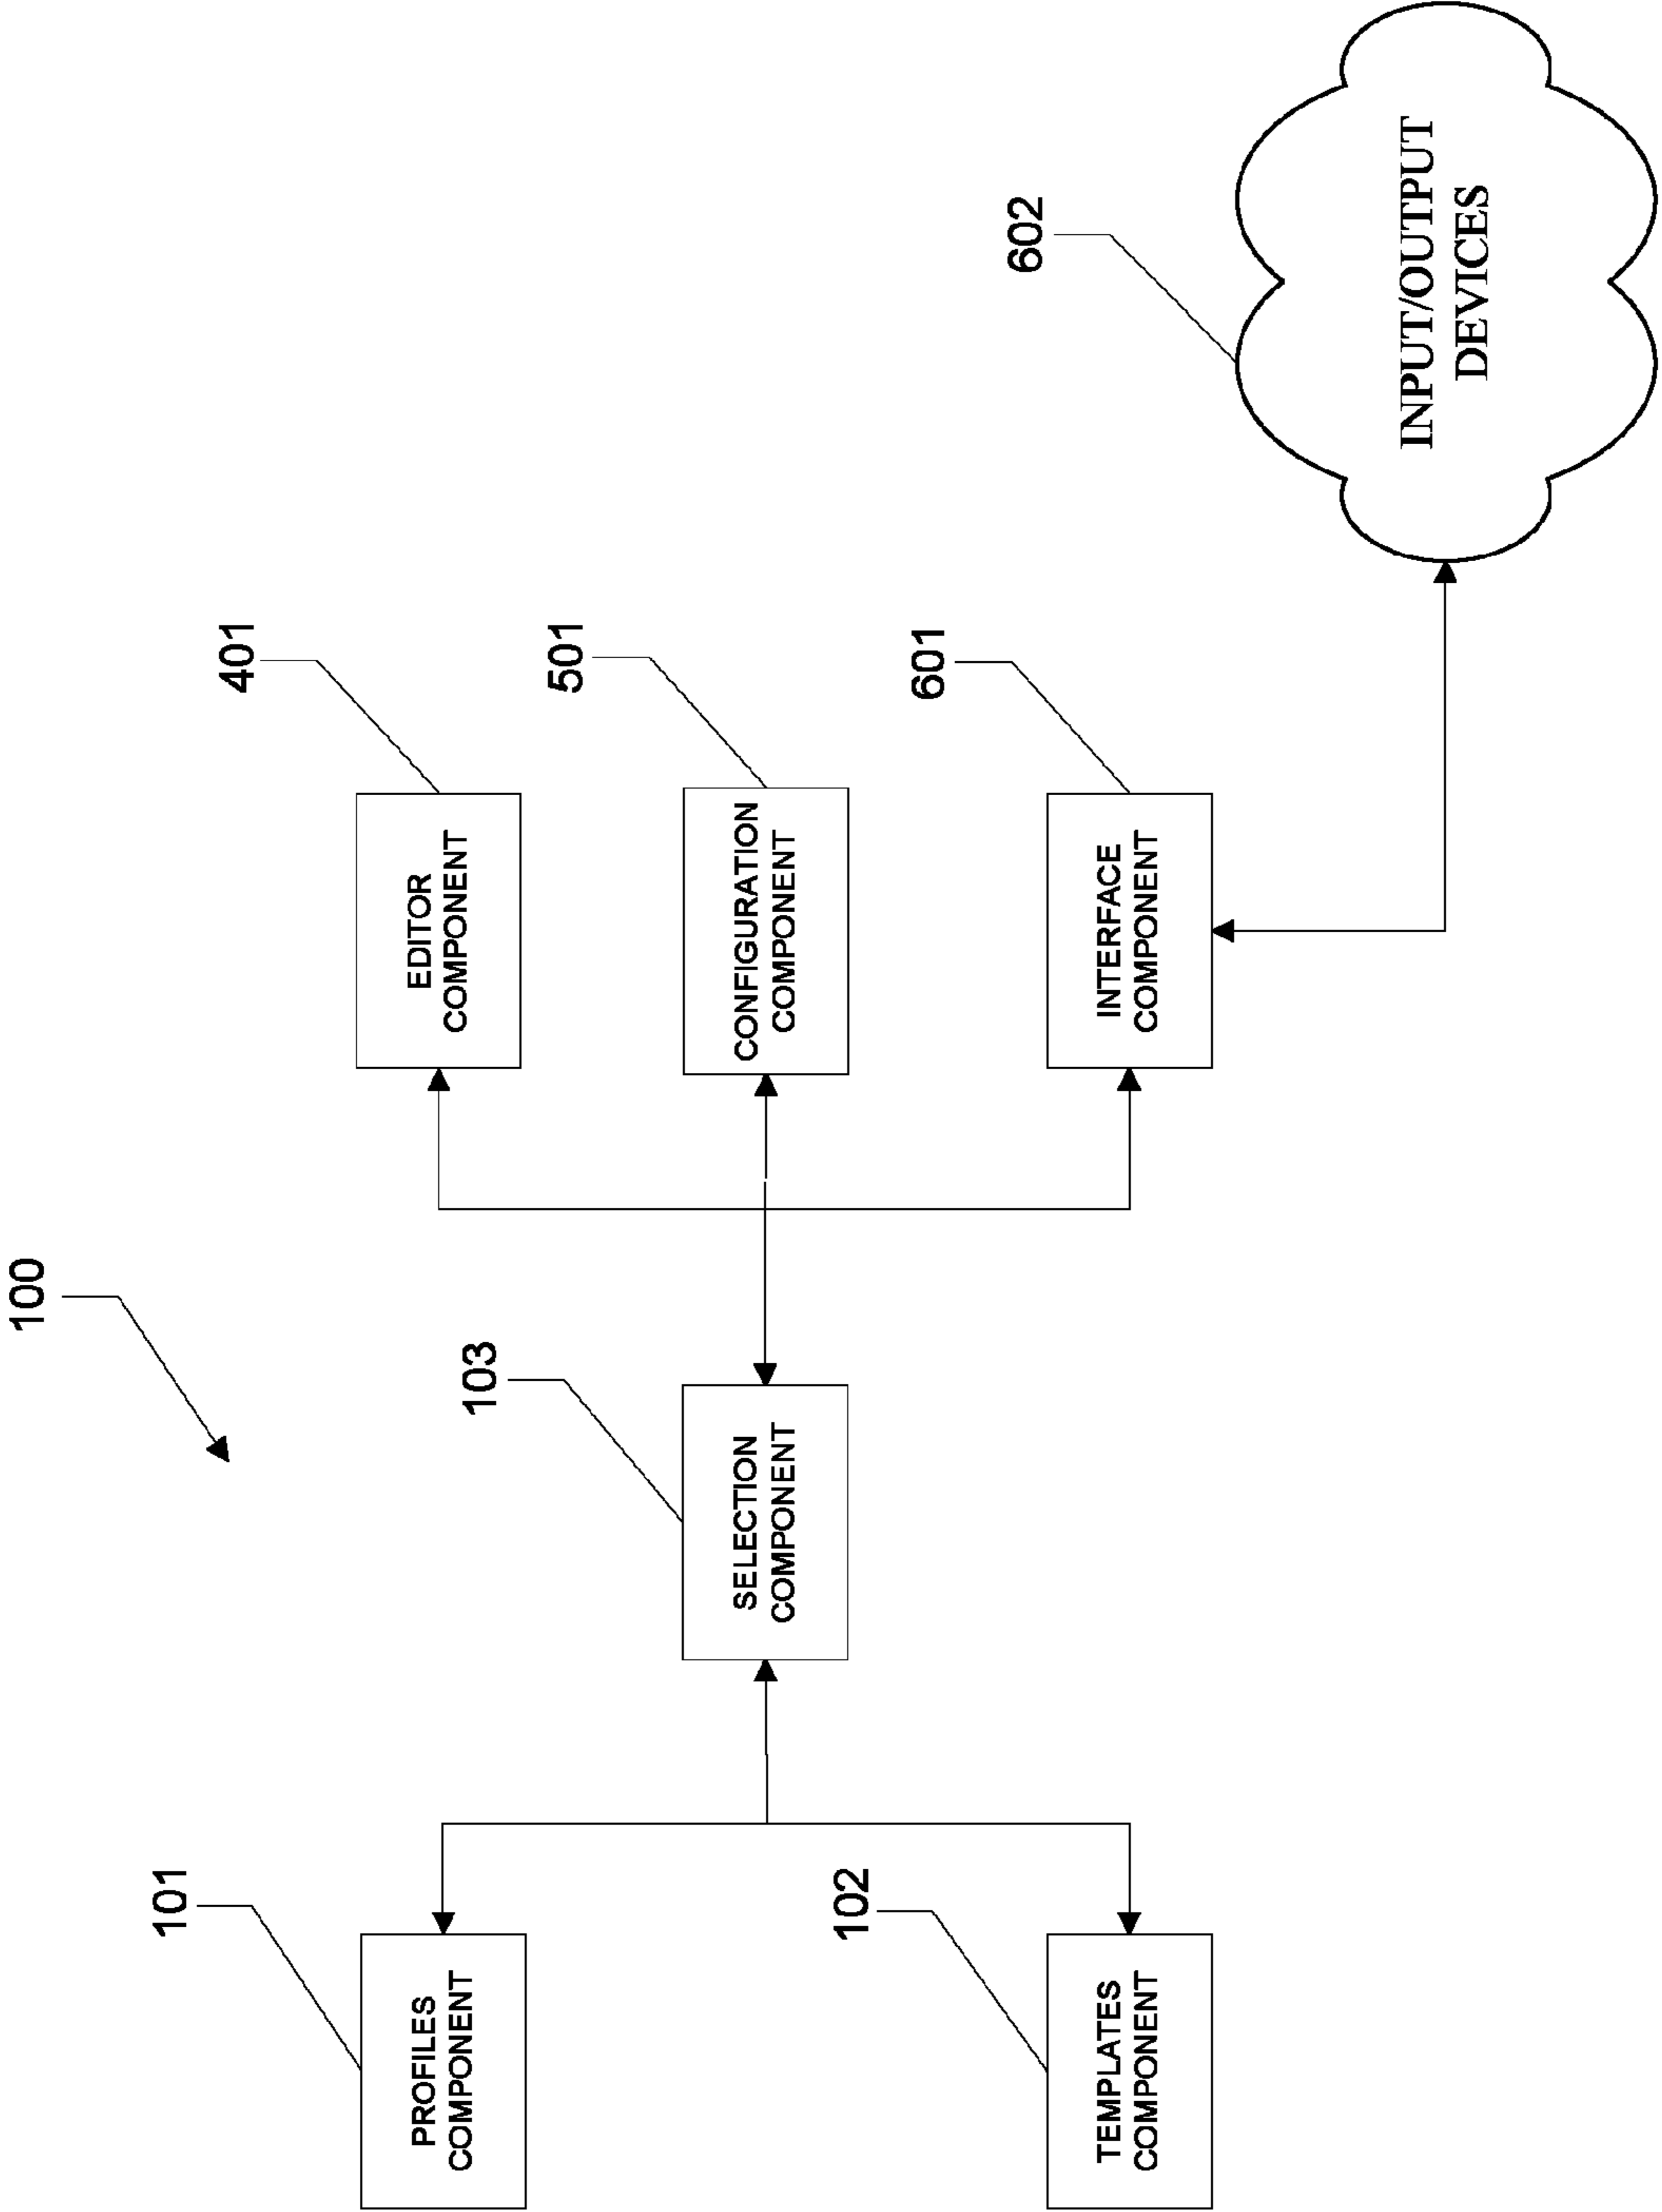 100
101
PROFILES
COMPONENT
102
TEMPLATES
COMPONENT
103
SELECTION
COMPONENT
401
EDITOR
COMPONENT
501
CONFIGURATION
COMPONENT
601
INTERFACE
COMPONENT
602
INPUT/OUTPUT
DEVICES